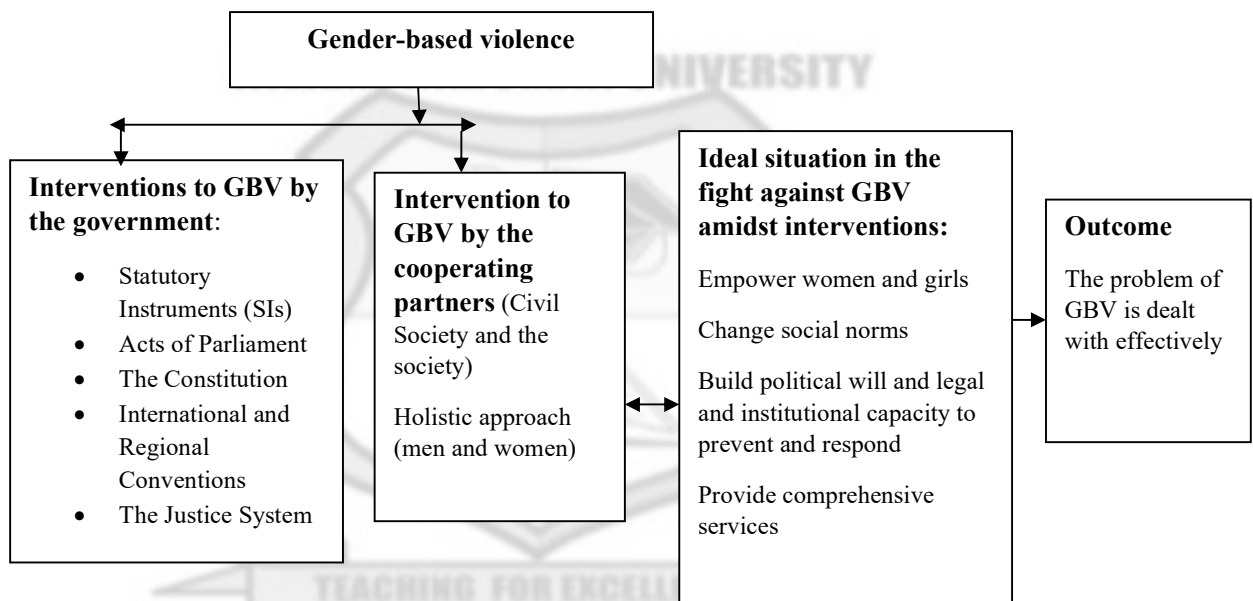 Gender-based violence
NIVERSITY
Interventions to GBV by
the government:
• Statutory
Instruments (SIs)
• Acts of Parliament
• The Constitution
• International and
Regional
Conventions
• The Justice System
Intervention to
GBV by the
cooperating
partners (Civil
Society and the
society)
Holistic approach
(men and women)
Ideal situation in the
fight against GBV
amidst interventions:
Empower women and girls
Change social norms
Build political will and legal
and institutional capacity to
prevent and respond
Provide comprehensive
services
Outcome
The problem of
GBV is dealt
with effectively
TEACHING FOR EXCELL